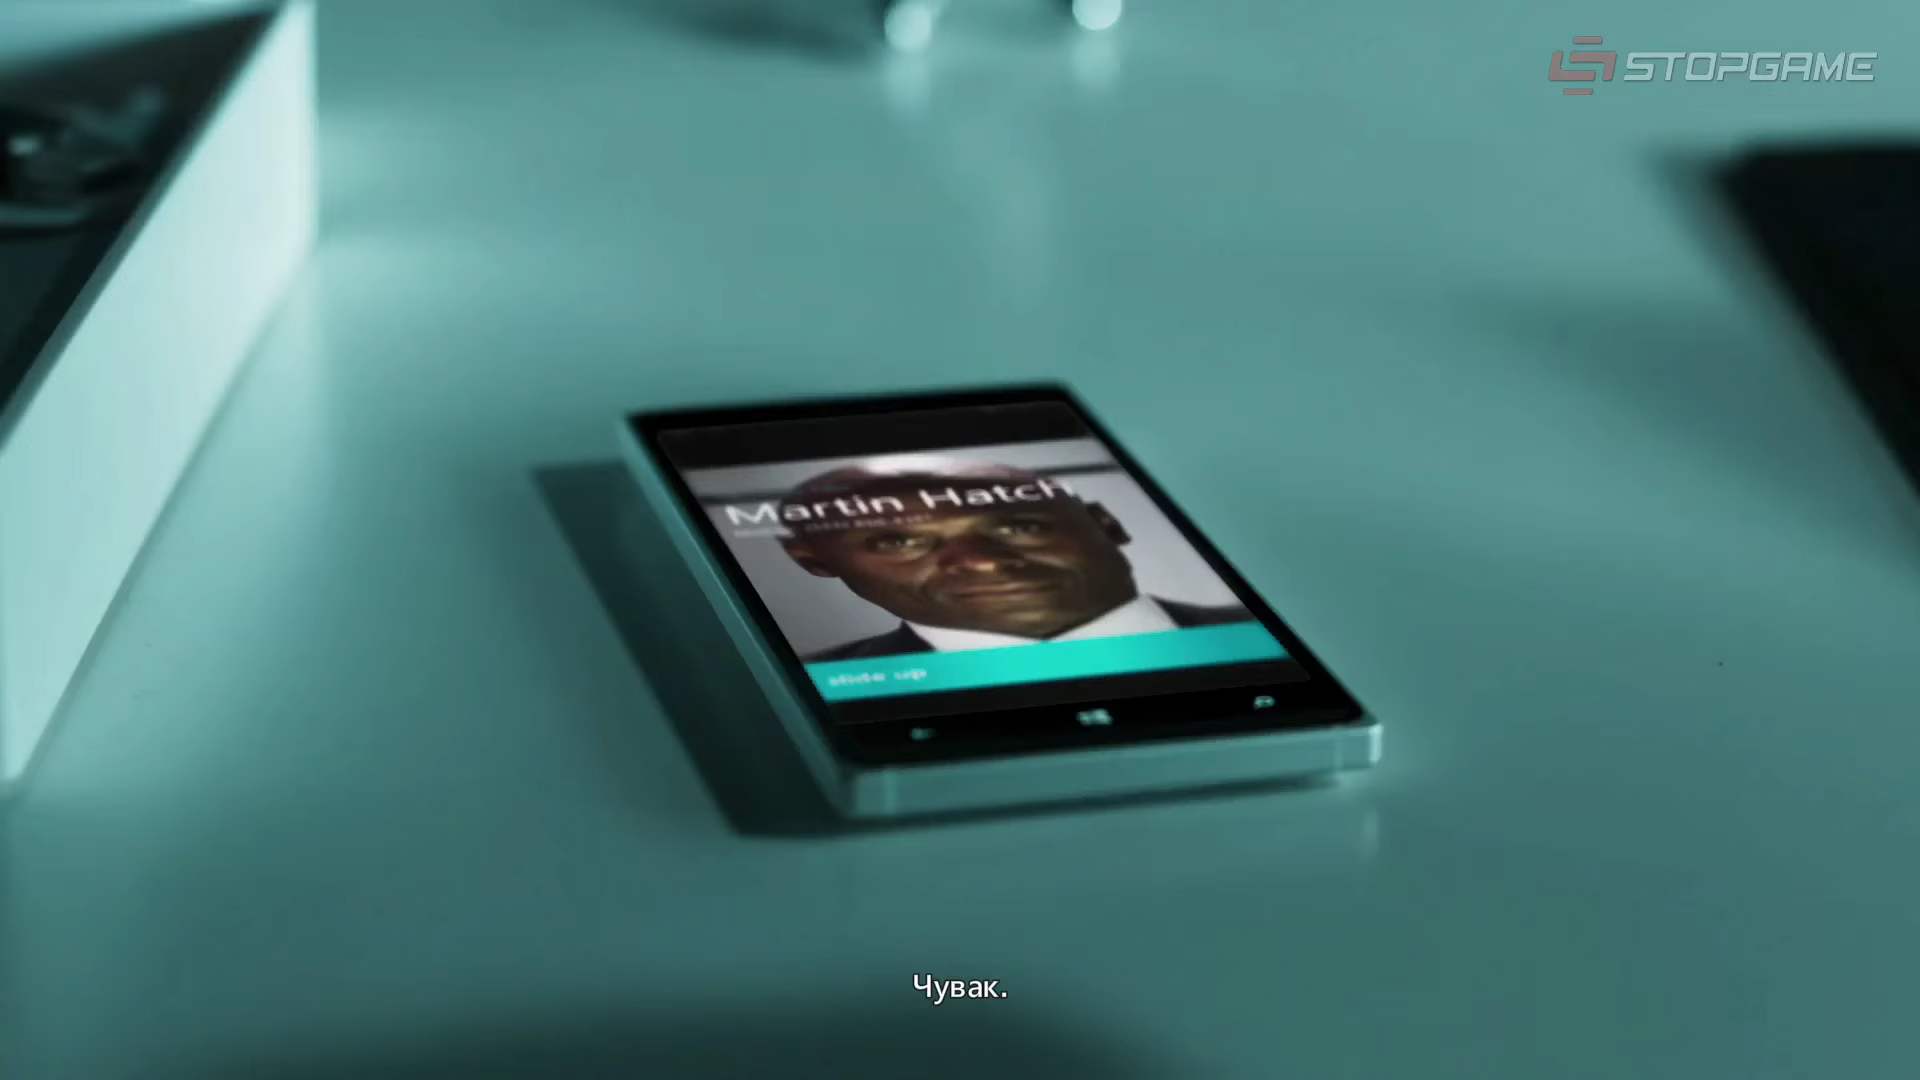 STOPGAME
Martin Hatch
slide up
Чувак.